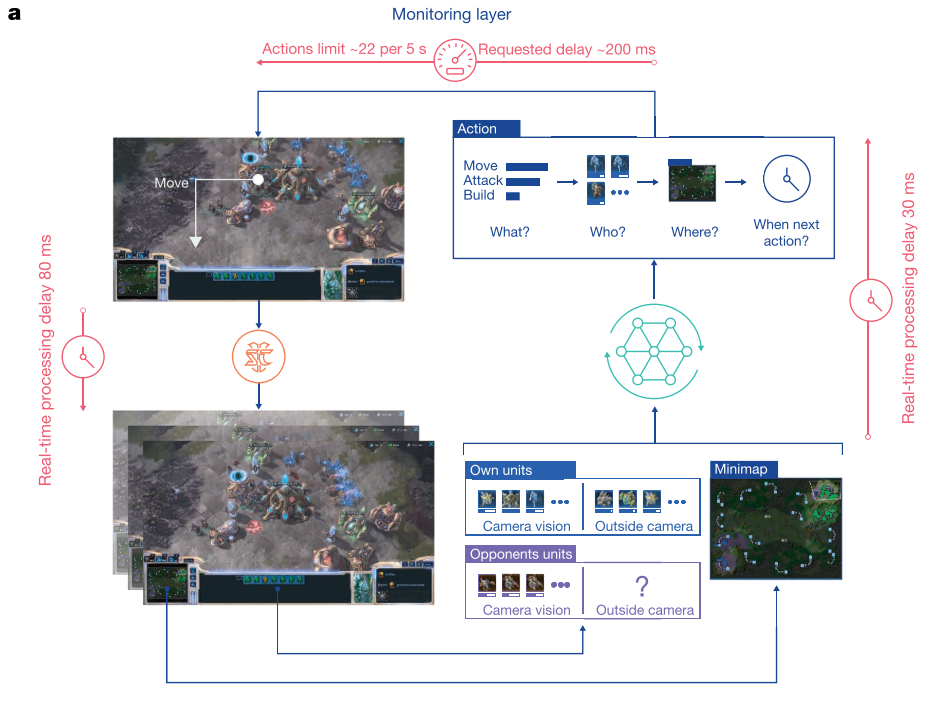 a
Monitoring layer
Actions limit ~22 per 5 s
Requested delay ~200 ms
Move
Action
Move
Attack
Build
What?
Who?
Where?
When next
action?
Real-time processing delay 80 ms
Real-time processing delay 30 ms
Own units
Camera vision
Outside camera
Minimap
Opponents units
Camera vision
?
Outside camera